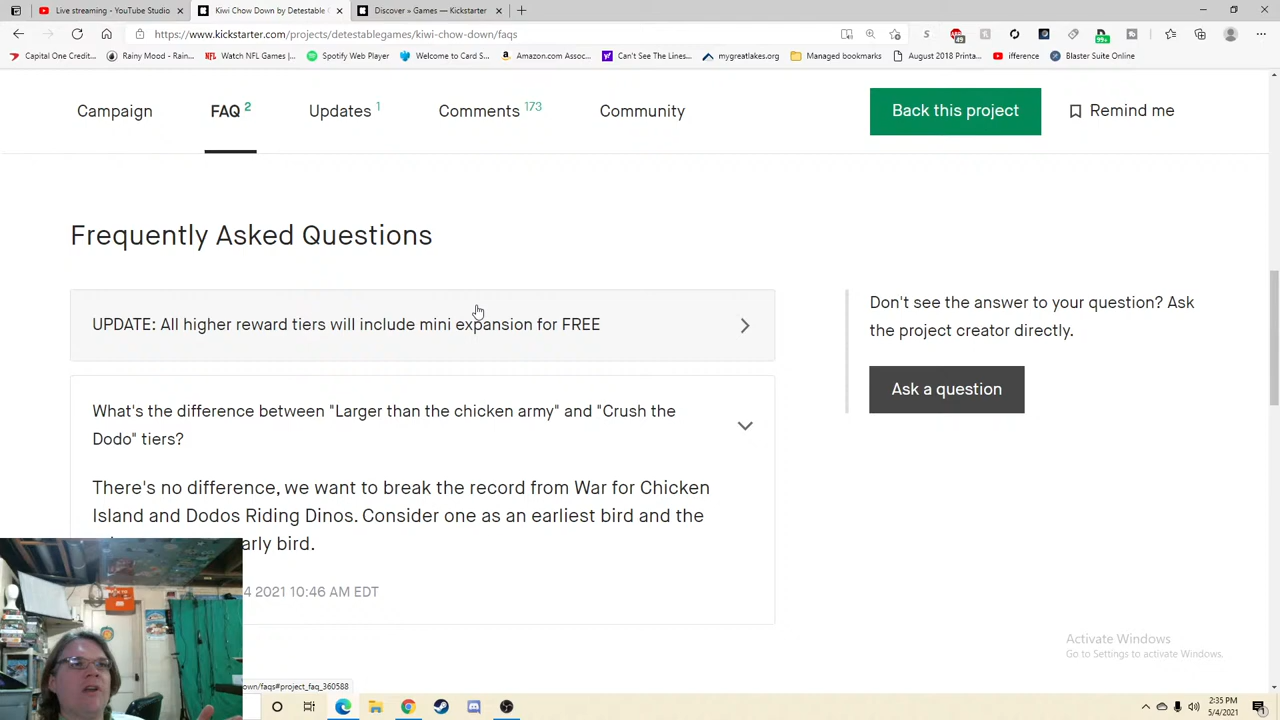 Live streaming - YouTube Studio
Kiwi Chow Down by Detestable
Discover » Games — Kickstarter
https://www.kickstarter.com/projects/detestablegames/kiwi-chow-down/faqs
Capital One Credit...
Rainy Mood - Rain...
Watch NFL Games |...
Spotify Web Player
Welcome to Card S...
Amazon.com Assoc...
Can't See The Lines...
mygreatlakes.org
Managed bookmarks
August 2018 Printa...
ifference
Blaster Suite Online
Campaign
FAQ 2
Updates 1
Comments 173
Community
Back this project
Remind me
Frequently Asked Questions
UPDATE: All higher reward tiers will include mini expansion for FREE
What's the difference between "Larger than the chicken army" and "Crush the
Dodo" tiers?
There's no difference, we want to break the record from War for Chicken
Island and Dodos Riding Dinos. Consider one as an earliest bird and the
arly bird.
4 2021 10:46 AM EDT
Don't see the answer to your question? Ask
the project creator directly.
Ask a question
Activate Windows
Go to Settings to activate Windows.
own/faqs#project_faq_360588
2:35 PM
5/4/2021